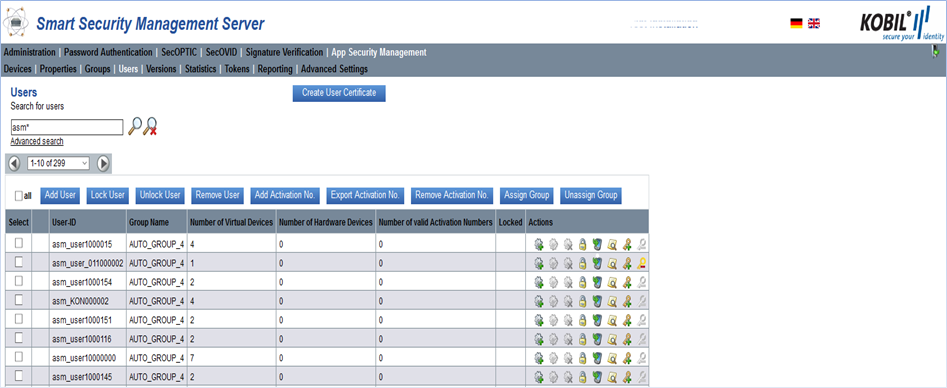 Smart Security Management Server
KOBIL®
secure your identity
Administration | Password Authentication | SecOPTIC | SecOVID | Signature Verification | App Security Management
Devices | Properties | Groups | Users | Versions | Statistics | Tokens | Reporting | Advanced Settings
Users
Create User Certificate
Search for users
asm*
Advanced search
1-10 of 299
all Add User Lock User Unlock User Remove User Add Activation No. Export Activation No. Remove Activation No. Assign Group Unassign Group
Select User-ID Group Name Number of Virtual Devices Number of Hardware Devices Number of valid Activation Numbers Locked Actions
asm_user1000015 AUTO_GROUP_4 4 0 0
asm_user_011000002 AUTO_GROUP_4 1 0 0
asm_user1000154 AUTO_GROUP_4 2 0 0
asm_KON000002 AUTO_GROUP_4 4 0 0
asm_user1000151 AUTO_GROUP_4 2 0 0
asm_user1000116 AUTO_GROUP_4 2 0 0
asm_user10000000 AUTO_GROUP_4 7 0 0
asm_user1000145 AUTO_GROUP_4 2 0 0